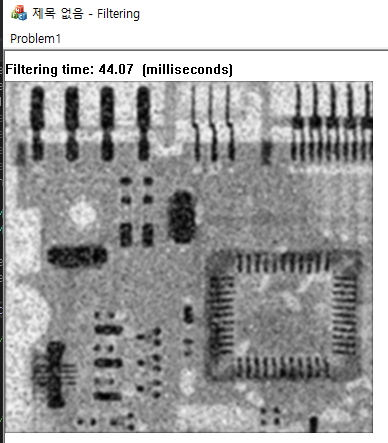 제목 없음 - Filtering
Problem1
Filtering time: 44.07  (milliseconds)